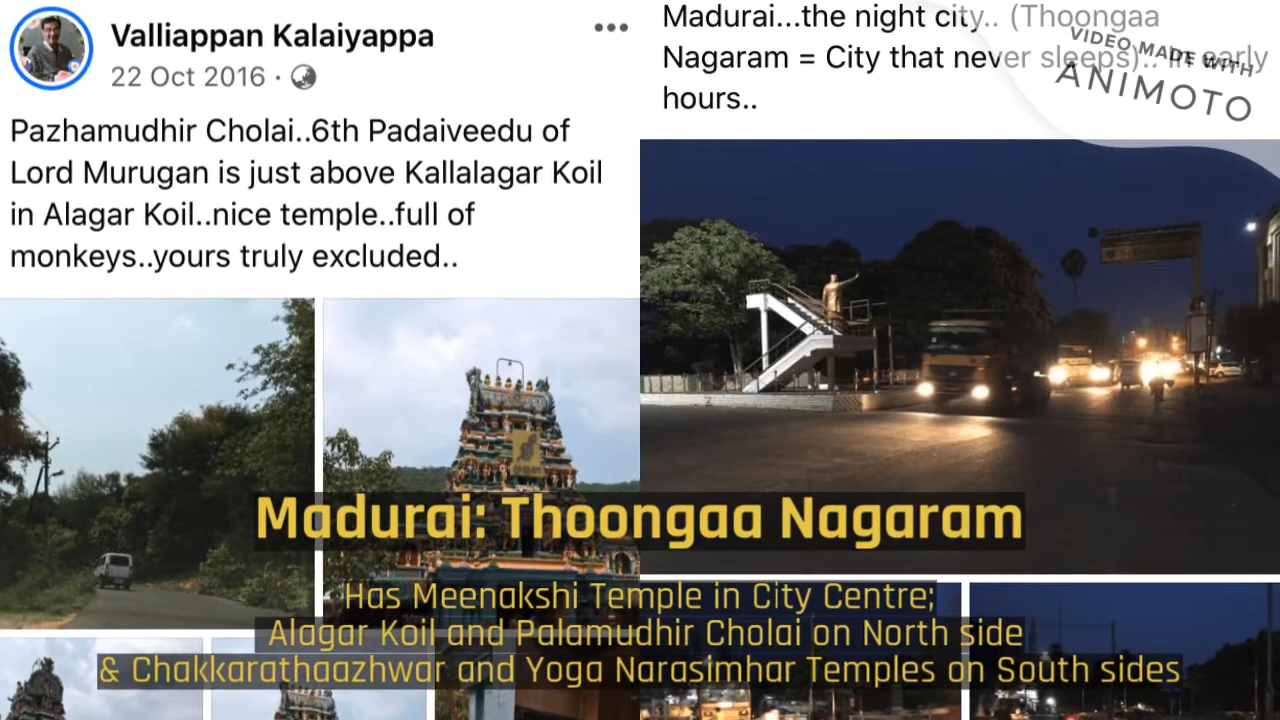 Valliappan Kalaiyappa
22 Oct 2016 ·
Pazhamudhir Cholai..6th Padaiveedu of
Lord Murugan is just above Kallalagar Koil
in Alagar Koil..nice temple..full of
monkeys..yours truly excluded..
Madurai...the night city.. (Thoongaa
Nagaram = City that never sleeps)..In early
hours..
VIDEO MADE WITH
ANIMOTO
Madurai: Thoongaa Nagaram
Has Meenakshi Temple in City Centre;
Alagar Koil and Palamudhir Cholai on North side
& Chakkarathaazhwar and Yoga Narasimhar Temples on South sides